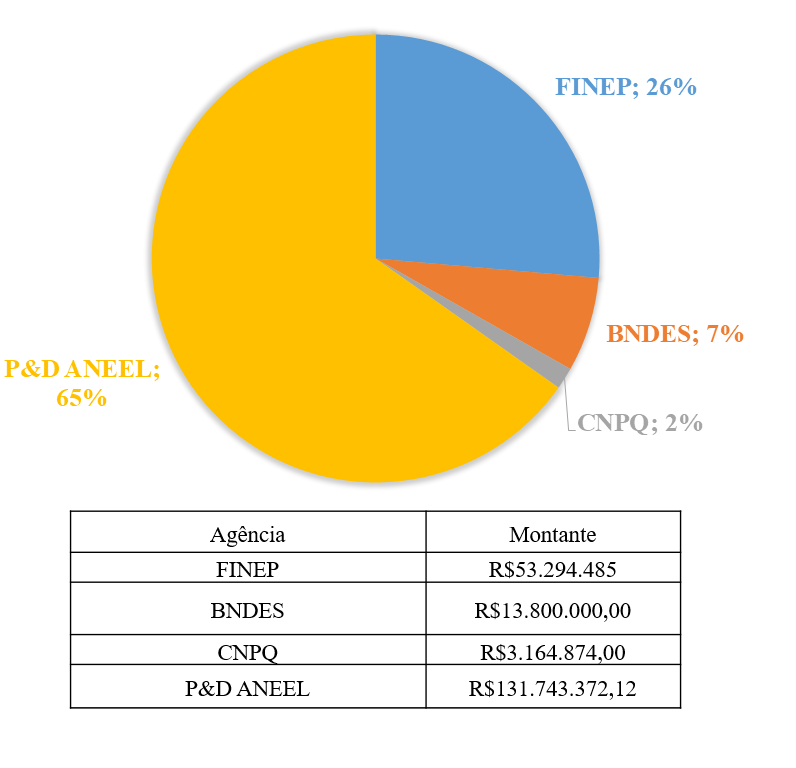 FINEP; 26%
BNDES; 7%
P&D ANEEL;
65%
CNPQ; 2%
Agência Montante
FINEP R$53.294.485
BNDES R$13.800.000,00
CNPQ R$3.164.874,00
P&D ANEEL R$131.743.372,12